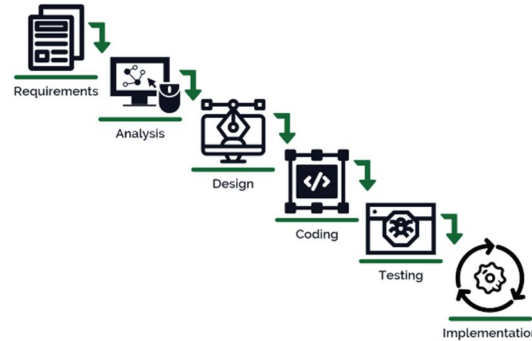 Requirements
Analysis
Design
</>
Coding
Testing
Implementation